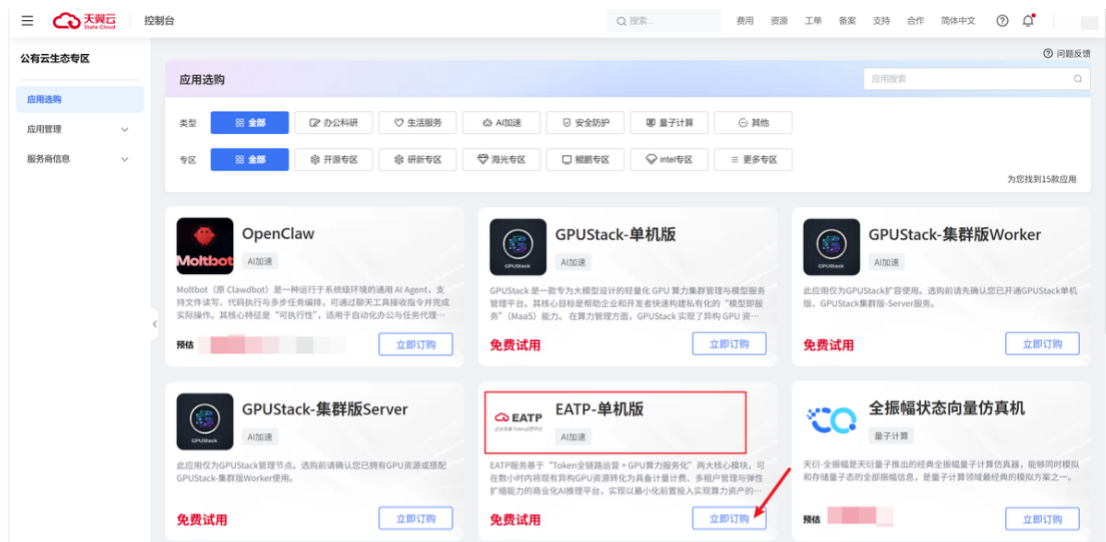 天翼云
State Cloud
控制台
搜索...
费用 资源 工单 备案 支持 合作 简体中文
公有云生态专区
问题反馈
应用选购
应用搜索
应用选购
应用管理
服务商信息
类型 全部 办公科研 生活服务 AI加速 安全防护 量子计算 其他
专区 全部 开源专区 研新专区 海光专区 鲲鹏专区 intel专区 更多专区
为您找到15款应用
Moltbot
OpenClaw
AI加速
Moltbot（原 Clawdbot）是一种运行于系统级环境的通用 AI Agent，支
持文件读写、代码执行与多步任务编排，可通过聊天工具接收指令并完成
实际操作。其核心特征是“可执行性”，适用于自动化办公与任务代理…
预估
立即订购
GPUStack
GPUStack-单机版
AI加速
GPUStack 是一款专为大模型设计的轻量化 GPU 算力集群管理与模型服务
管理平台。其核心目标是帮助企业和开发者快速构建私有化的“模型即服
务”（MaaS）能力。 在算力管理方面，GPUStack 实现了异构 GPU 资…
免费试用
立即订购
GPUStack
GPUStack-集群版Worker
AI加速
此应用仅为GPUStack扩容使用。选购前请先确认您已开通GPUStack单机
版、GPUStack集群版-Server服务。
免费试用
立即订购
GPUStack
GPUStack-集群版Server
AI加速
此应用仅为GPUStack管理节点。选购前请确认您已拥有GPU资源或搭配
GPUStack-集群版Worker使用。
免费试用
立即订购
EATP
EATP-单机版
AI加速
EATP服务基于“Token全链路运营+GPU算力服务化”两大核心模块，可
在数小时内将现有异构GPU资源转化为具备计量计费、多租户管理与弹性
扩缩能力的商业化AI推理平台，实现以最小化前置投入实现算力资产的…
免费试用
立即订购
全振幅状态向量仿真机
量子计算
天衍-全振幅是天衍量子推出的经典全振幅量子计算仿真器，能够同时模拟
和存储量子态的全部振幅信息，是量子计算领域最经典的模拟方案之一。
预估
立即订购